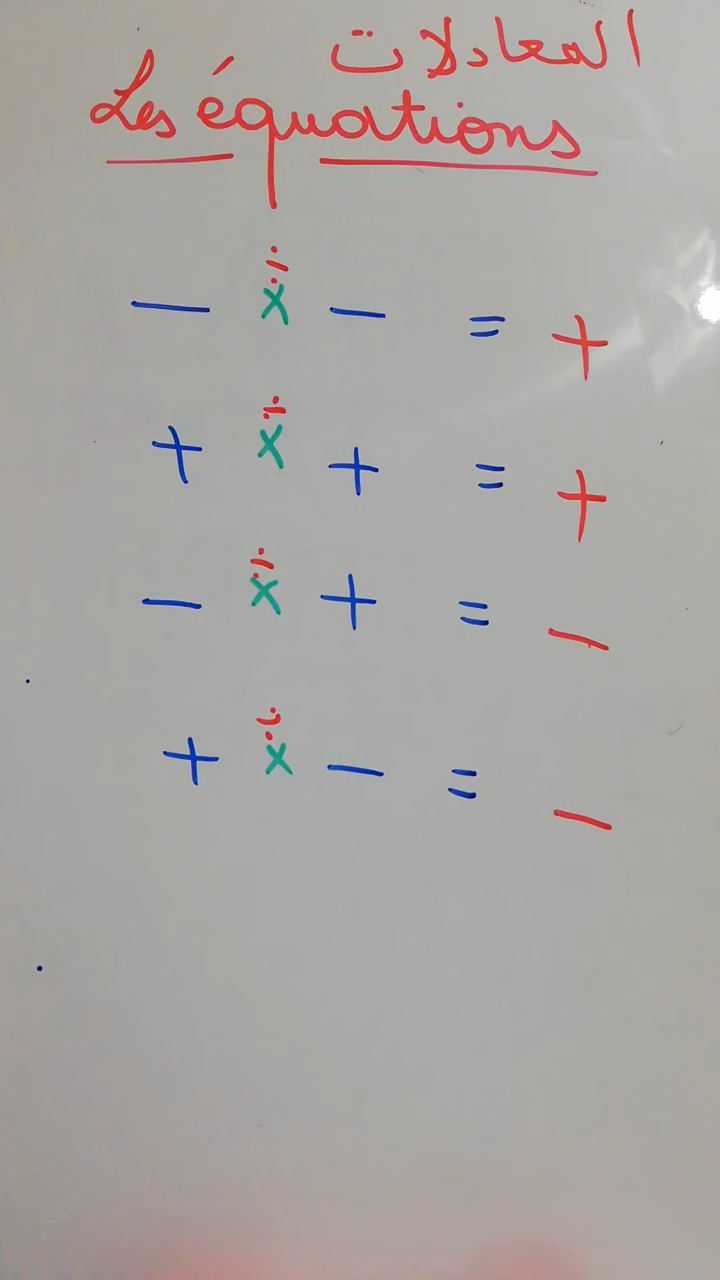 المعادلات
Les équations
÷
− × − = +
÷
+ × + = +
÷
− × + = −
÷
+ × − = −